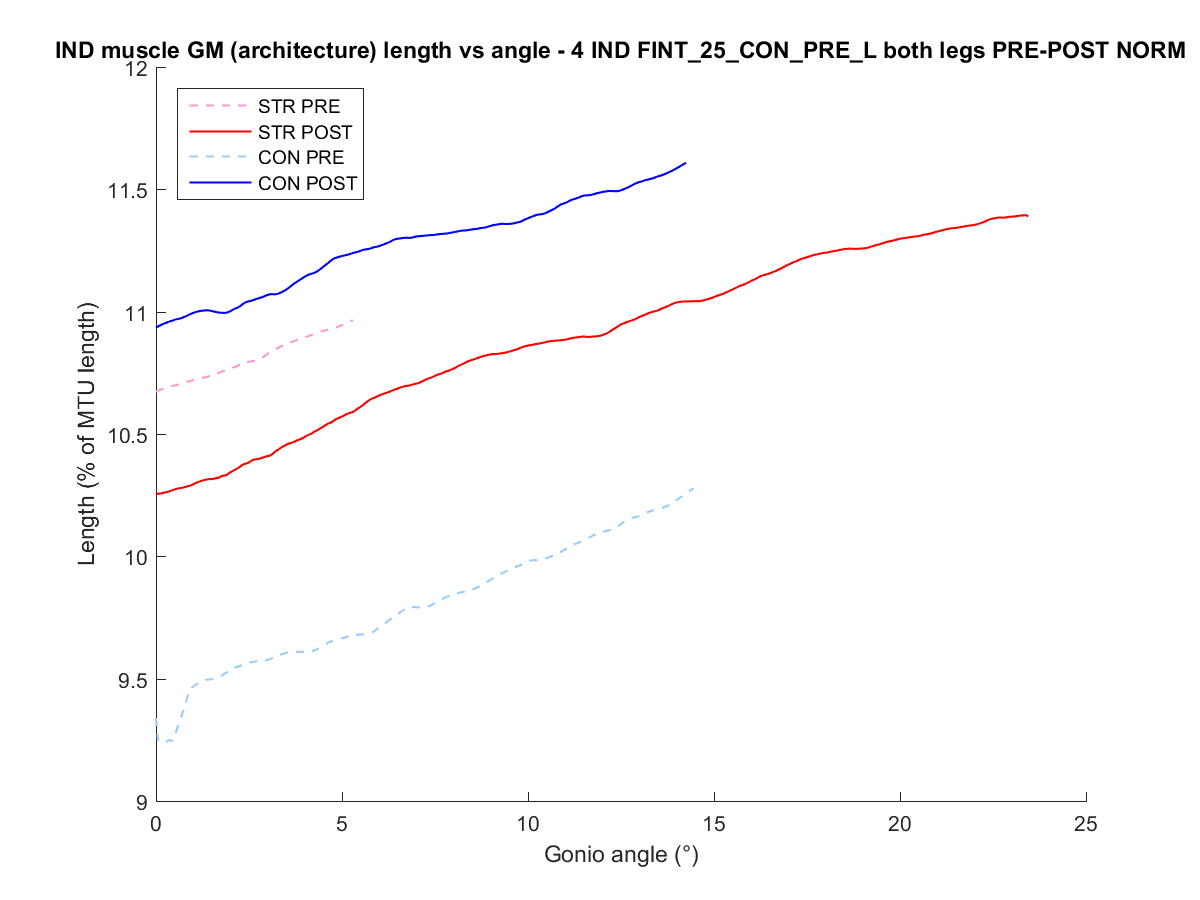 IND muscle GM (architecture) length vs angle - 4 IND FINT_25_CON_PRE_L both legs PRE-POST NORM
12
STR PRE
STR POST
CON PRE
CON POST
11.5
11
10.5
10
9.5
9
Length (% of MTU length)
0 5 10 15 20 25
Gonio angle (°)